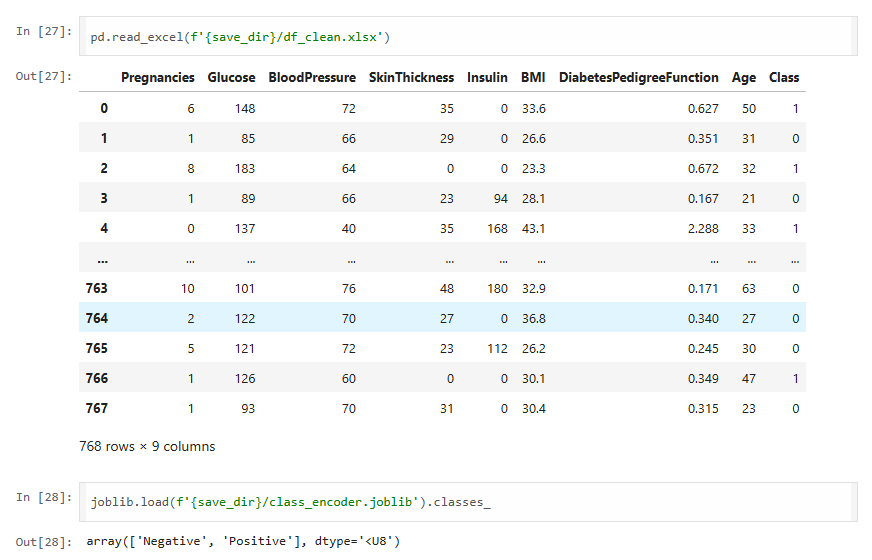 In [27]: pd.read_excel(f'{save_dir}/df_clean.xlsx')
Out[27]: Pregnancies Glucose BloodPressure SkinThickness Insulin BMI DiabetesPedigreeFunction Age Class
0 6 148 72 35 0 33.6 0.627 50 1
1 1 85 66 29 0 26.6 0.351 31 0
2 8 183 64 0 0 23.3 0.672 32 1
3 1 89 66 23 94 28.1 0.167 21 0
4 0 137 40 35 168 43.1 2.288 33 1
... ... ... ... ... ... ... ... ... ...
763 10 101 76 48 180 32.9 0.171 63 0
764 2 122 70 27 0 36.8 0.340 27 0
765 5 121 72 23 112 26.2 0.245 30 0
766 1 126 60 0 0 30.1 0.349 47 1
767 1 93 70 31 0 30.4 0.315 23 0
768 rows × 9 columns
In [28]: joblib.load(f'{save_dir}/class_encoder.joblib').classes_
Out[28]: array(['Negative', 'Positive'], dtype='<U8')